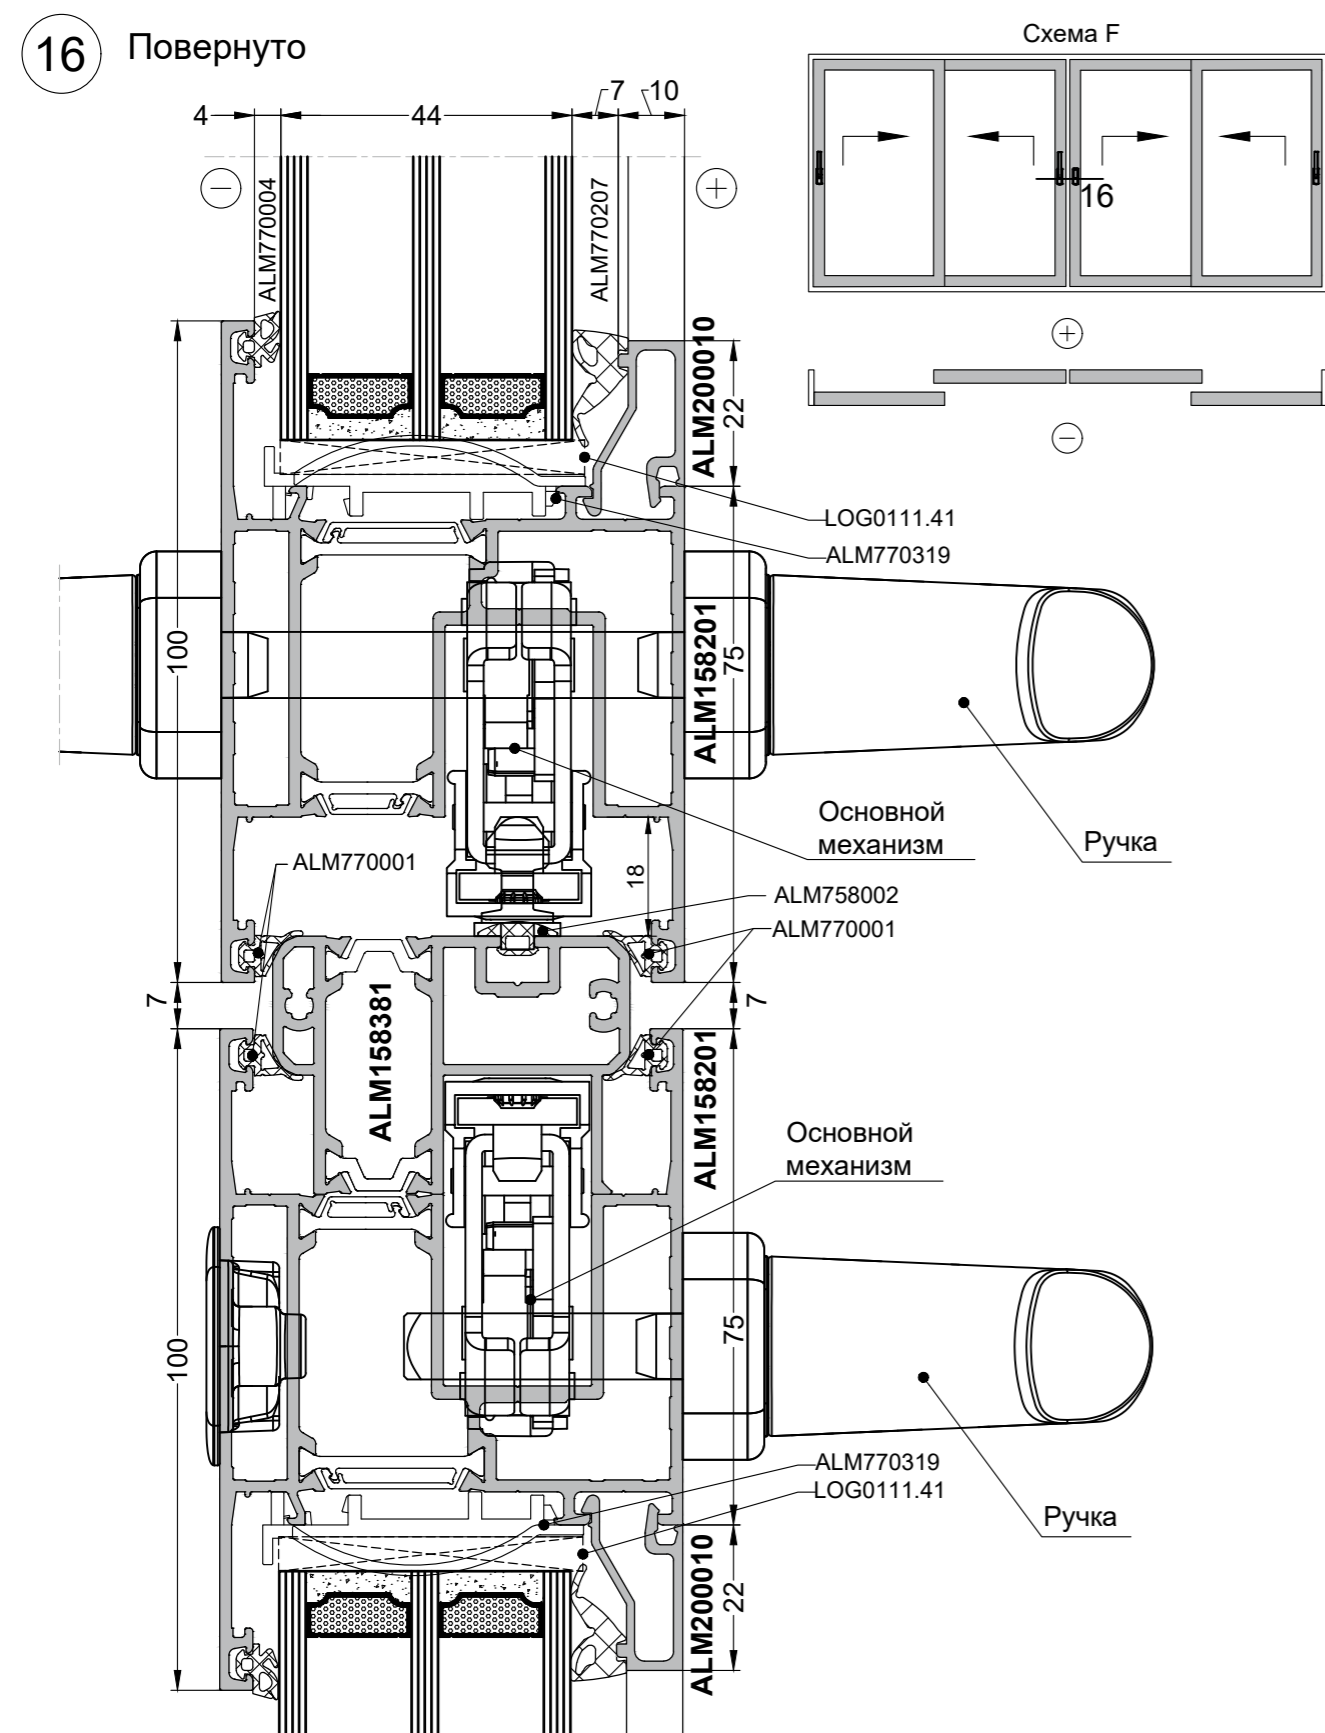 16 Повернуто
Схема F
4 44 7 10
− +
ALM770004
ALM770207
16
+
−
ALM200010
22
LOG0111.41
ALM770319
100
ALM158201
75
Основной
механизм
Ручка
18
ALM770001
ALM758002
ALM770001
7
7
ALM158381
ALM158201
Основной
механизм
100
75
ALM770319
LOG0111.41
Ручка
ALM200010
22